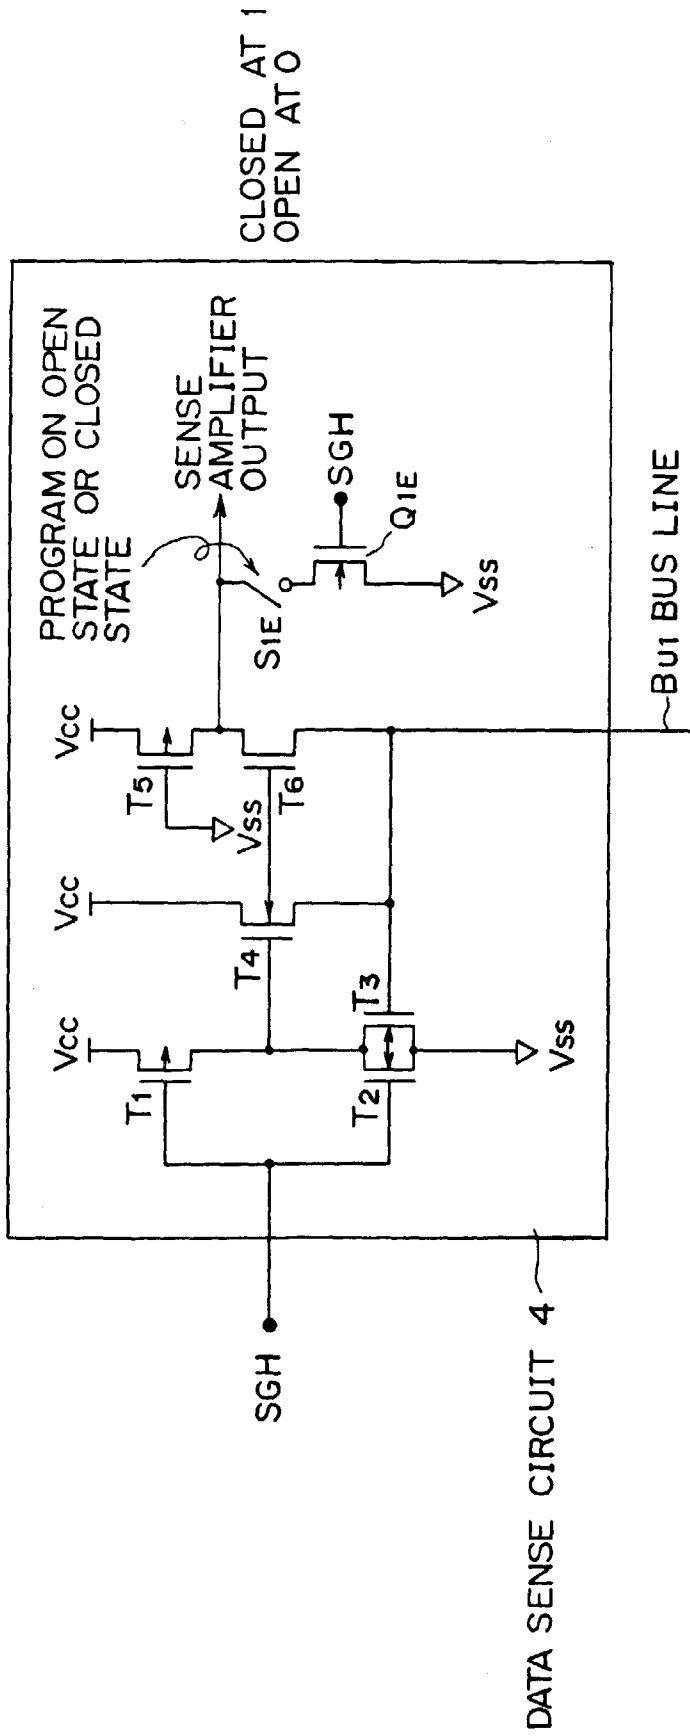 CLOSED AT 1
OPEN AT 0
PROGRAM ON OPEN
STATE OR CLOSED
STATE
SENSE
AMPLIFIER
OUTPUT
Vcc
Vcc
Vcc
T5
Vss
T6
S1E
SGH
Q1E
Vss
T1
T4
T2
T3
Vss
SGH
BU1 BUS LINE
DATA SENSE CIRCUIT 4